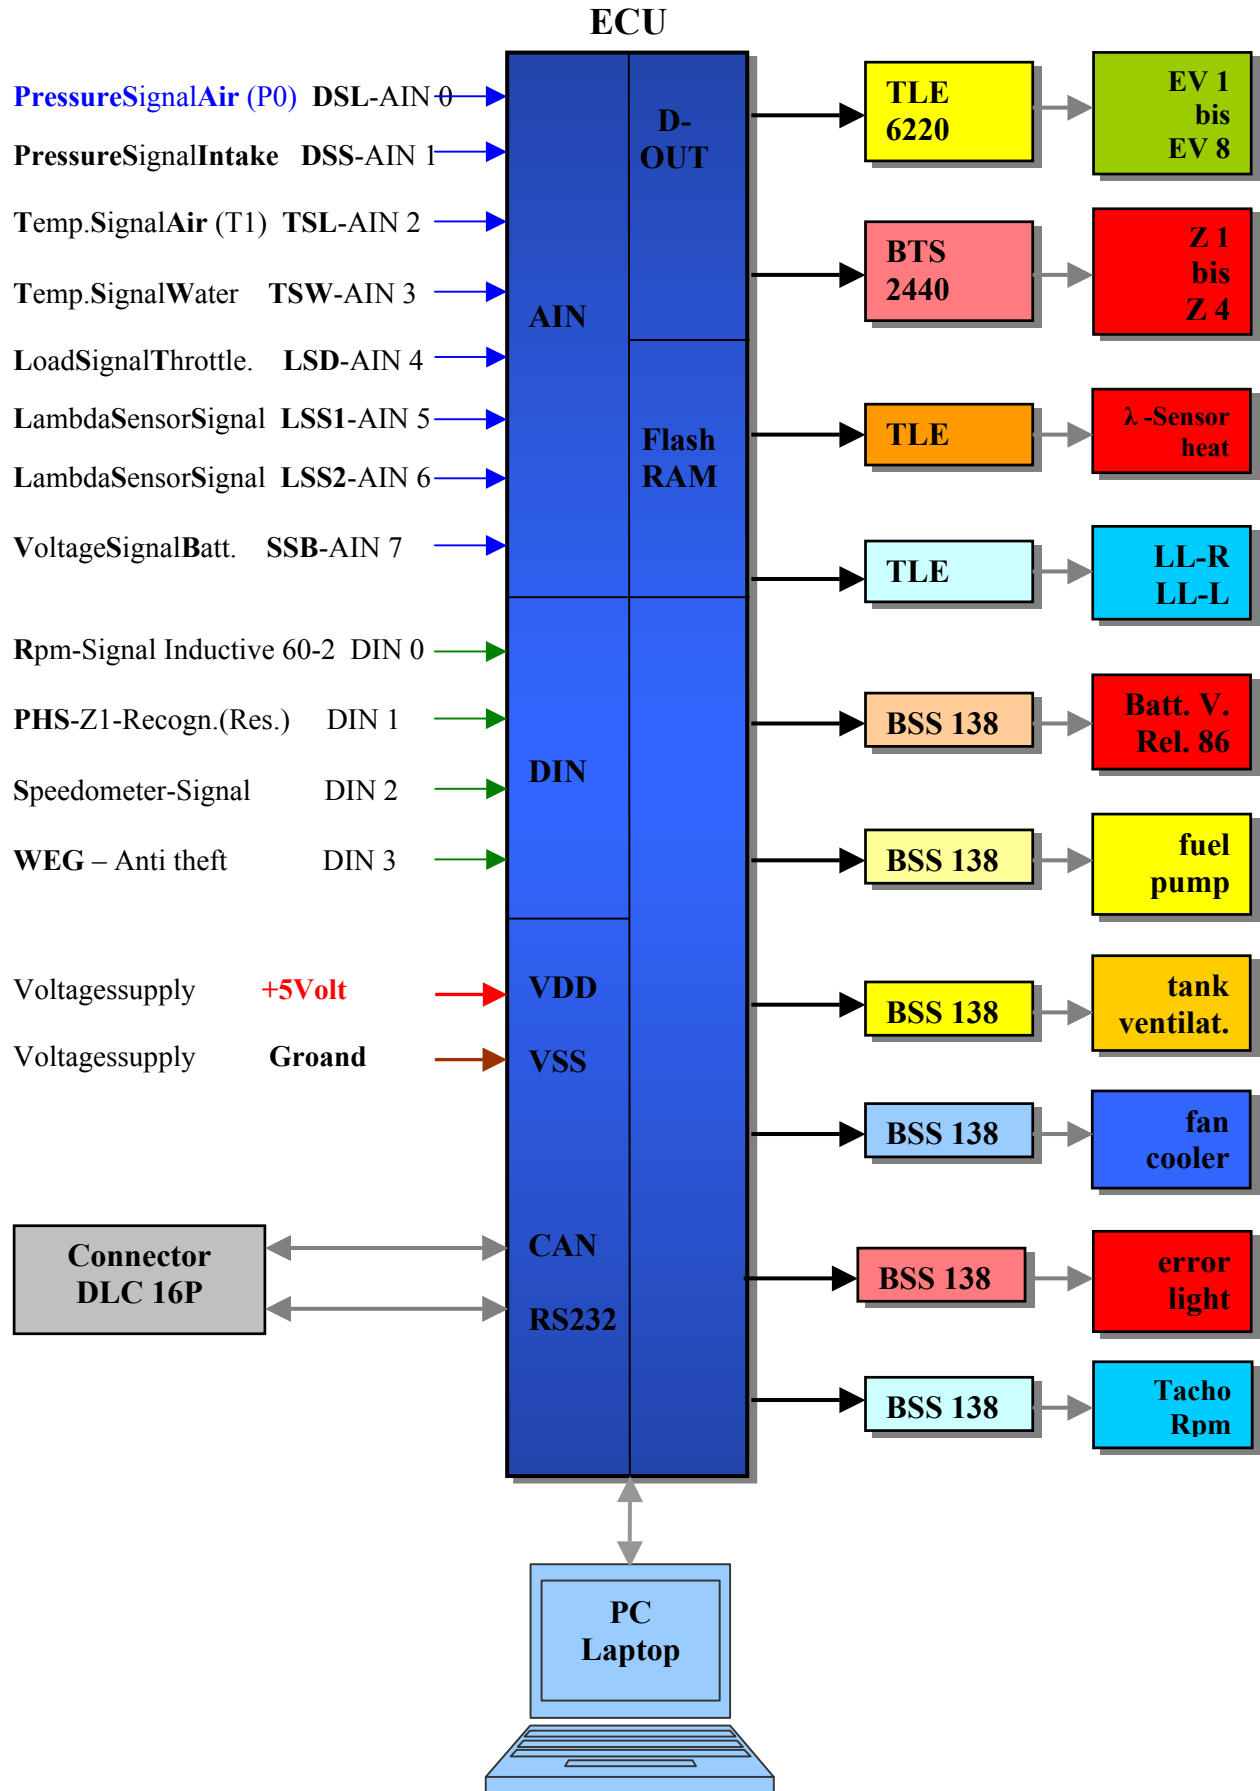 ECU
PressureSignalAir (P0) DSL-AIN 0
PressureSignalIntake DSS-AIN 1
Temp.SignalAir (T1) TSL-AIN 2
Temp.SignalWater TSW-AIN 3
LoadSignalThrottle. LSD-AIN 4
LambdaSensorSignal LSS1-AIN 5
LambdaSensorSignal LSS2-AIN 6
VoltageSignalBatt. SSB-AIN 7
Rpm-Signal Inductive 60-2 DIN 0
PHS-Z1-Recogn.(Res.) DIN 1
Speedometer-Signal DIN 2
WEG – Anti theft DIN 3
Voltagessupply +5Volt
Voltagessupply Groand
Connector
DLC 16P
AIN
DIN
VDD
VSS
CAN
RS232
D-
OUT
Flash
RAM
TLE
6220
EV 1
bis
EV 8
BTS
2440
Z 1
bis
Z 4
TLE
λ -Sensor
heat
TLE
LL-R
LL-L
BSS 138
Batt. V.
Rel. 86
BSS 138
fuel
pump
BSS 138
tank
ventilat.
BSS 138
fan
cooler
BSS 138
error
light
BSS 138
Tacho
Rpm
PC
Laptop